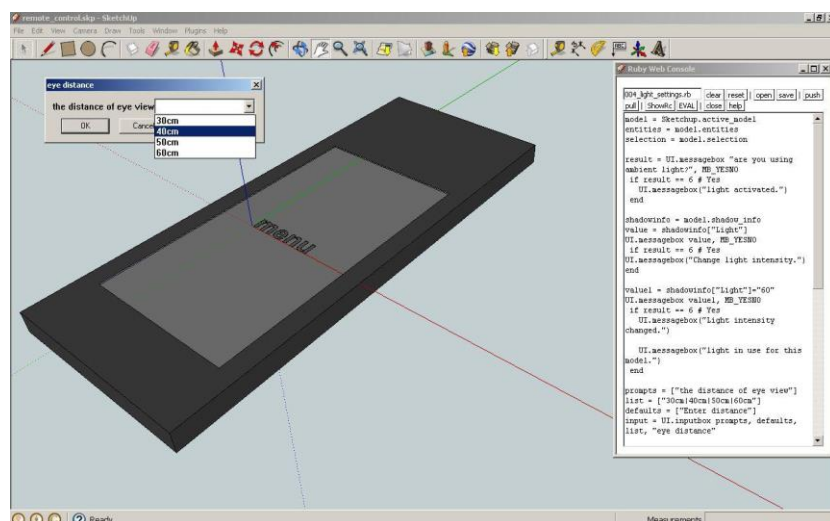 remote_control.skp - SketchUp
File Edit View Camera Draw Tools Window Plugins Help
eye distance
the distance of eye view
OK Cancel
30cm
40cm
50cm
60cm
menu
Ruby Web Console
004_light_settings.rb clear reset | open save | push
pull | ShowRc EVAL | close help
model = Sketchup.active_model
entities = model.entities
selection = model.selection
result = UI.messagebox "are you using
ambient light?", MB_YESNO
if result == 6 # Yes
UI.messagebox("light activated.")
end
shadowinfo = model.shadow_info
value = shadowinfo["Light"]
UI.messagebox value, MB_YESNO
if result == 6 # Yes
UI.messagebox("Change light intensity.")
end
value1 = shadowinfo["Light"]="60"
UI.messagebox value1, MB_YESNO
if result == 6 # Yes
UI.messagebox("Light intensity
changed.")
UI.messagebox("light in use for this
model.")
end
prompts = ["the distance of eye view"]
list = ["30cm|40cm|50cm|60cm"]
defaults = ["Enter distance"]
input = UI.inputbox prompts, defaults,
list, "eye distance"
Ready
Measurements